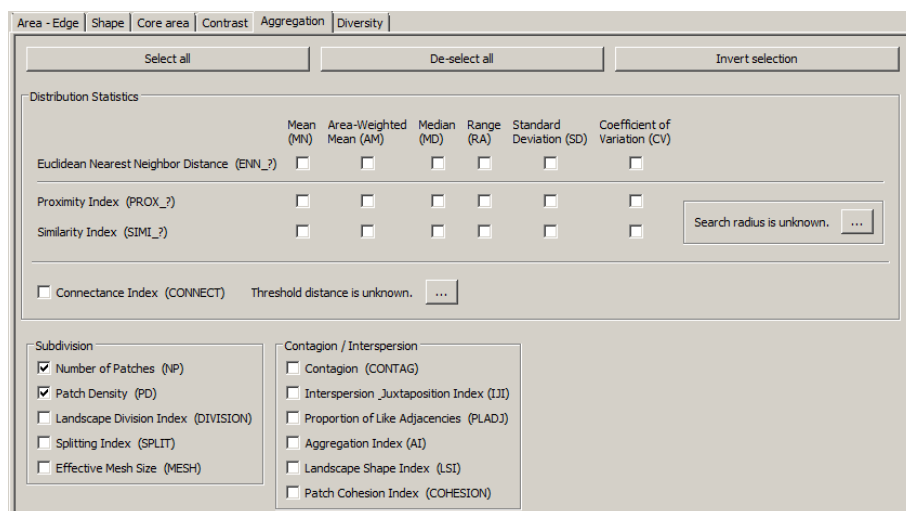 Area - Edge Shape Core area Contrast Aggregation Diversity
Select all De-select all Invert selection
Distribution Statistics
Mean Area-Weighted Median Range Standard Coefficient of
(MN) Mean (AM) (MD) (RA) Deviation (SD) Variation (CV)
Euclidean Nearest Neighbor Distance (ENN_?)
Proximity Index (PROX_?)
Similarity Index (SIMI_?)
Search radius is unknown. ...
Connectance Index (CONNECT) Threshold distance is unknown. ...
Subdivision
Number of Patches (NP)
Patch Density (PD)
Landscape Division Index (DIVISION)
Splitting Index (SPLIT)
Effective Mesh Size (MESH)
Contagion / Interspersion
Contagion (CONTAG)
Interspersion _Juxtaposition Index (IJI)
Proportion of Like Adjacencies (PLADJ)
Aggregation Index (AI)
Landscape Shape Index (LSI)
Patch Cohesion Index (COHESION)